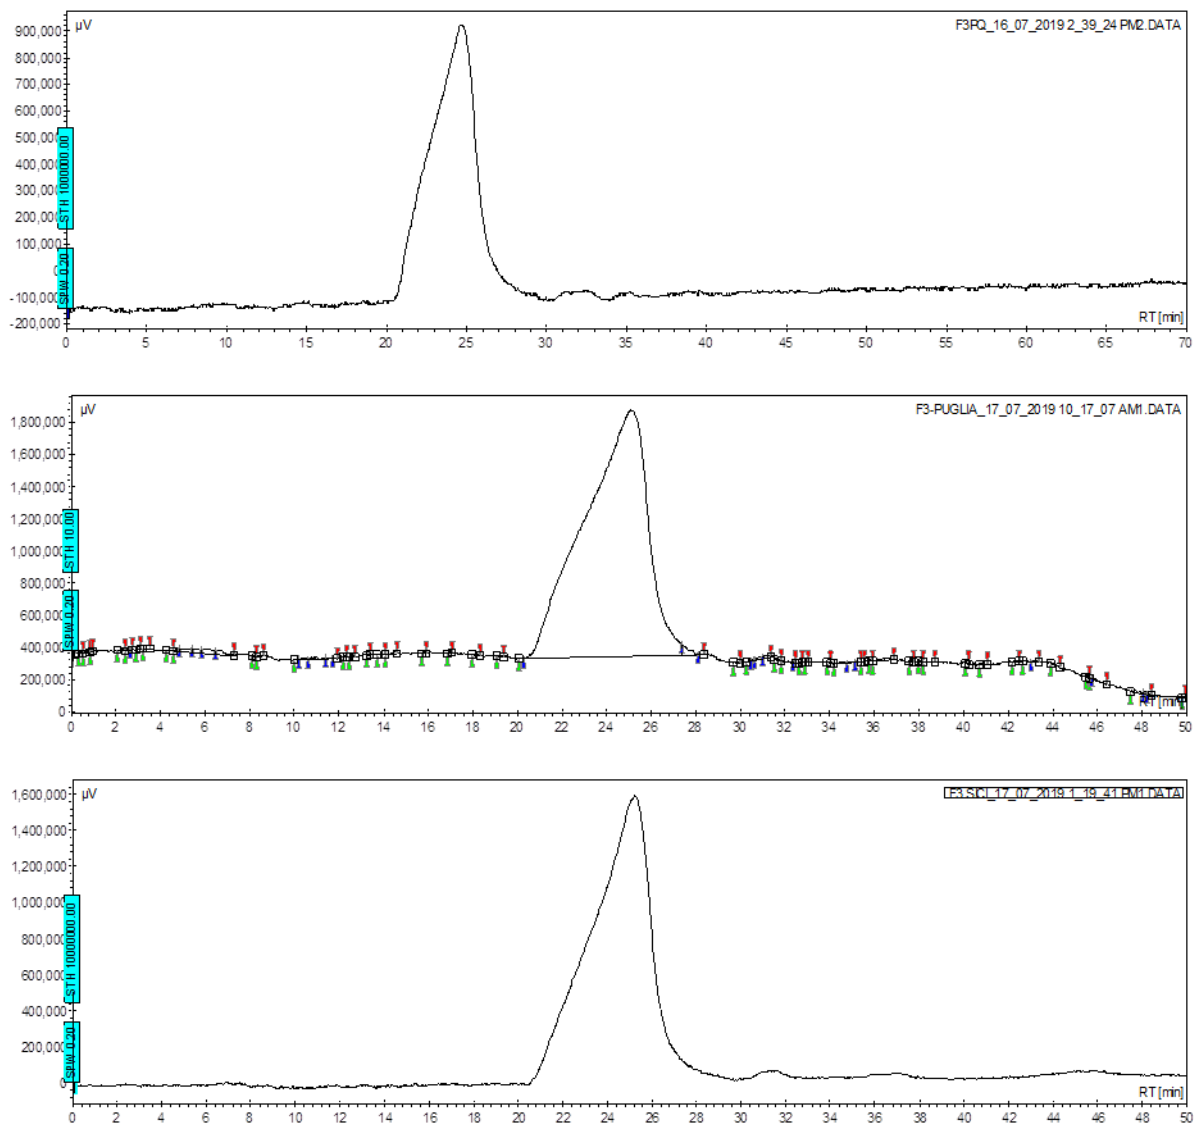 µV
F3PQ_16_07_2019 2_39_24 PM2.DATA
900,000
800,000
700,000
600,000
500,000
400,000
300,000
200,000
100,000
0
-100,000
-200,000
STH 1000000.00
SPW 0.20
RT [min]
0 5 10 15 20 25 30 35 40 45 50 55 60 65 70
µV
F3-PUGLIA_17_07_2019 10_17_07 AM1.DATA
1,800,000
1,600,000
1,400,000
1,200,000
1,000,000
800,000
600,000
400,000
200,000
0
STH 10.00
SPW 0.20
RT [min]
0 2 4 6 8 10 12 14 16 18 20 22 24 26 28 30 32 34 36 38 40 42 44 46 48 50
µV
F3 SICI_17_07_2019 1_19_41 PM1.DATA
1,600,000
1,400,000
1,200,000
1,000,000
800,000
600,000
400,000
200,000
0
STH 10000000.00
SPW 0.20
RT [min]
0 2 4 6 8 10 12 14 16 18 20 22 24 26 28 30 32 34 36 38 40 42 44 46 48 50